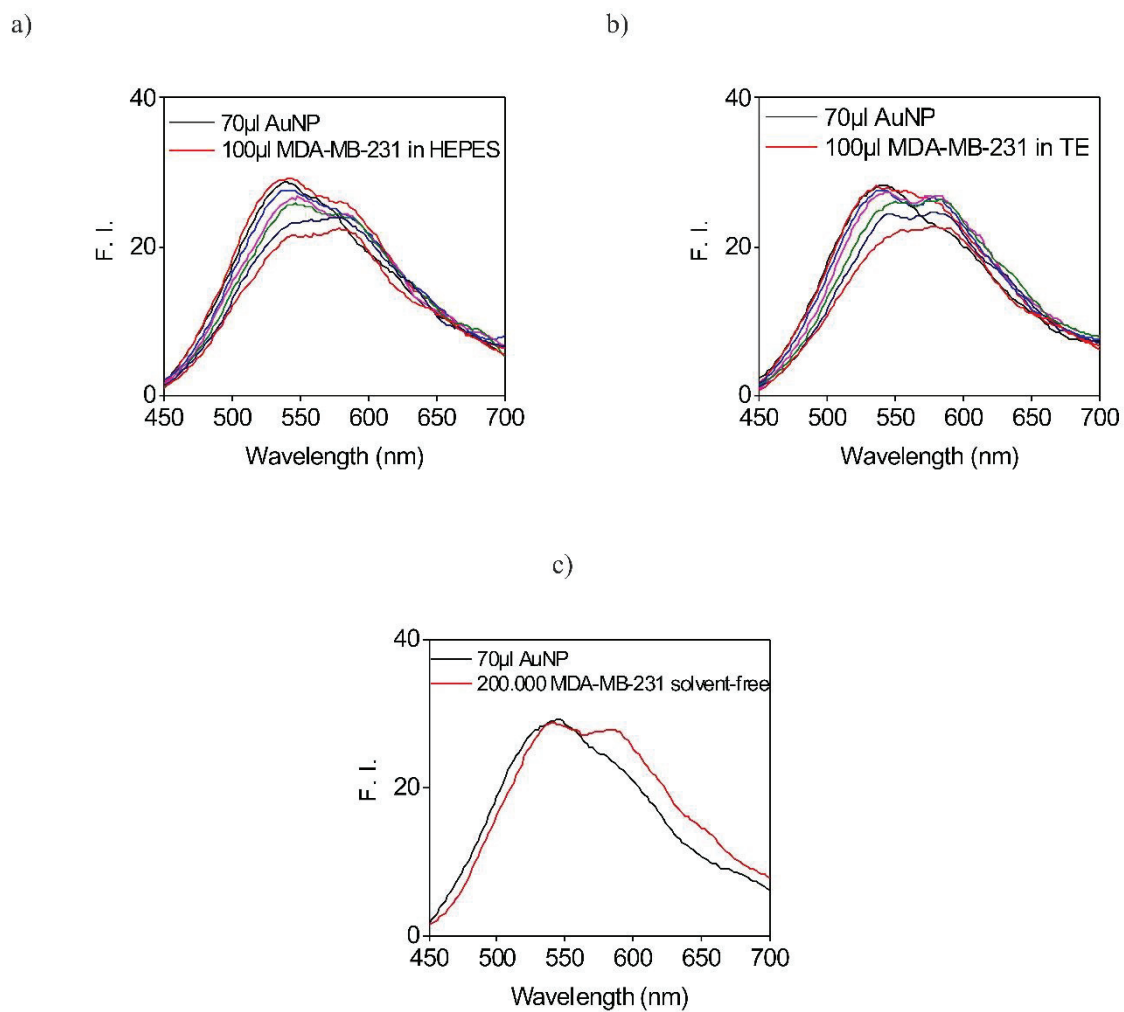 a)
b)
40
70µl AuNP
100µl MDA-MB-231 in HEPES
F. I.
20
0
450 500 550 600 650 700
Wavelength (nm)
40
70µl AuNP
100µl MDA-MB-231 in TE
F. I.
20
0
450 500 550 600 650 700
Wavelength (nm)
c)
40
70µl AuNP
200.000 MDA-MB-231 solvent-free
F. I.
20
0
450 500 550 600 650 700
Wavelength (nm)